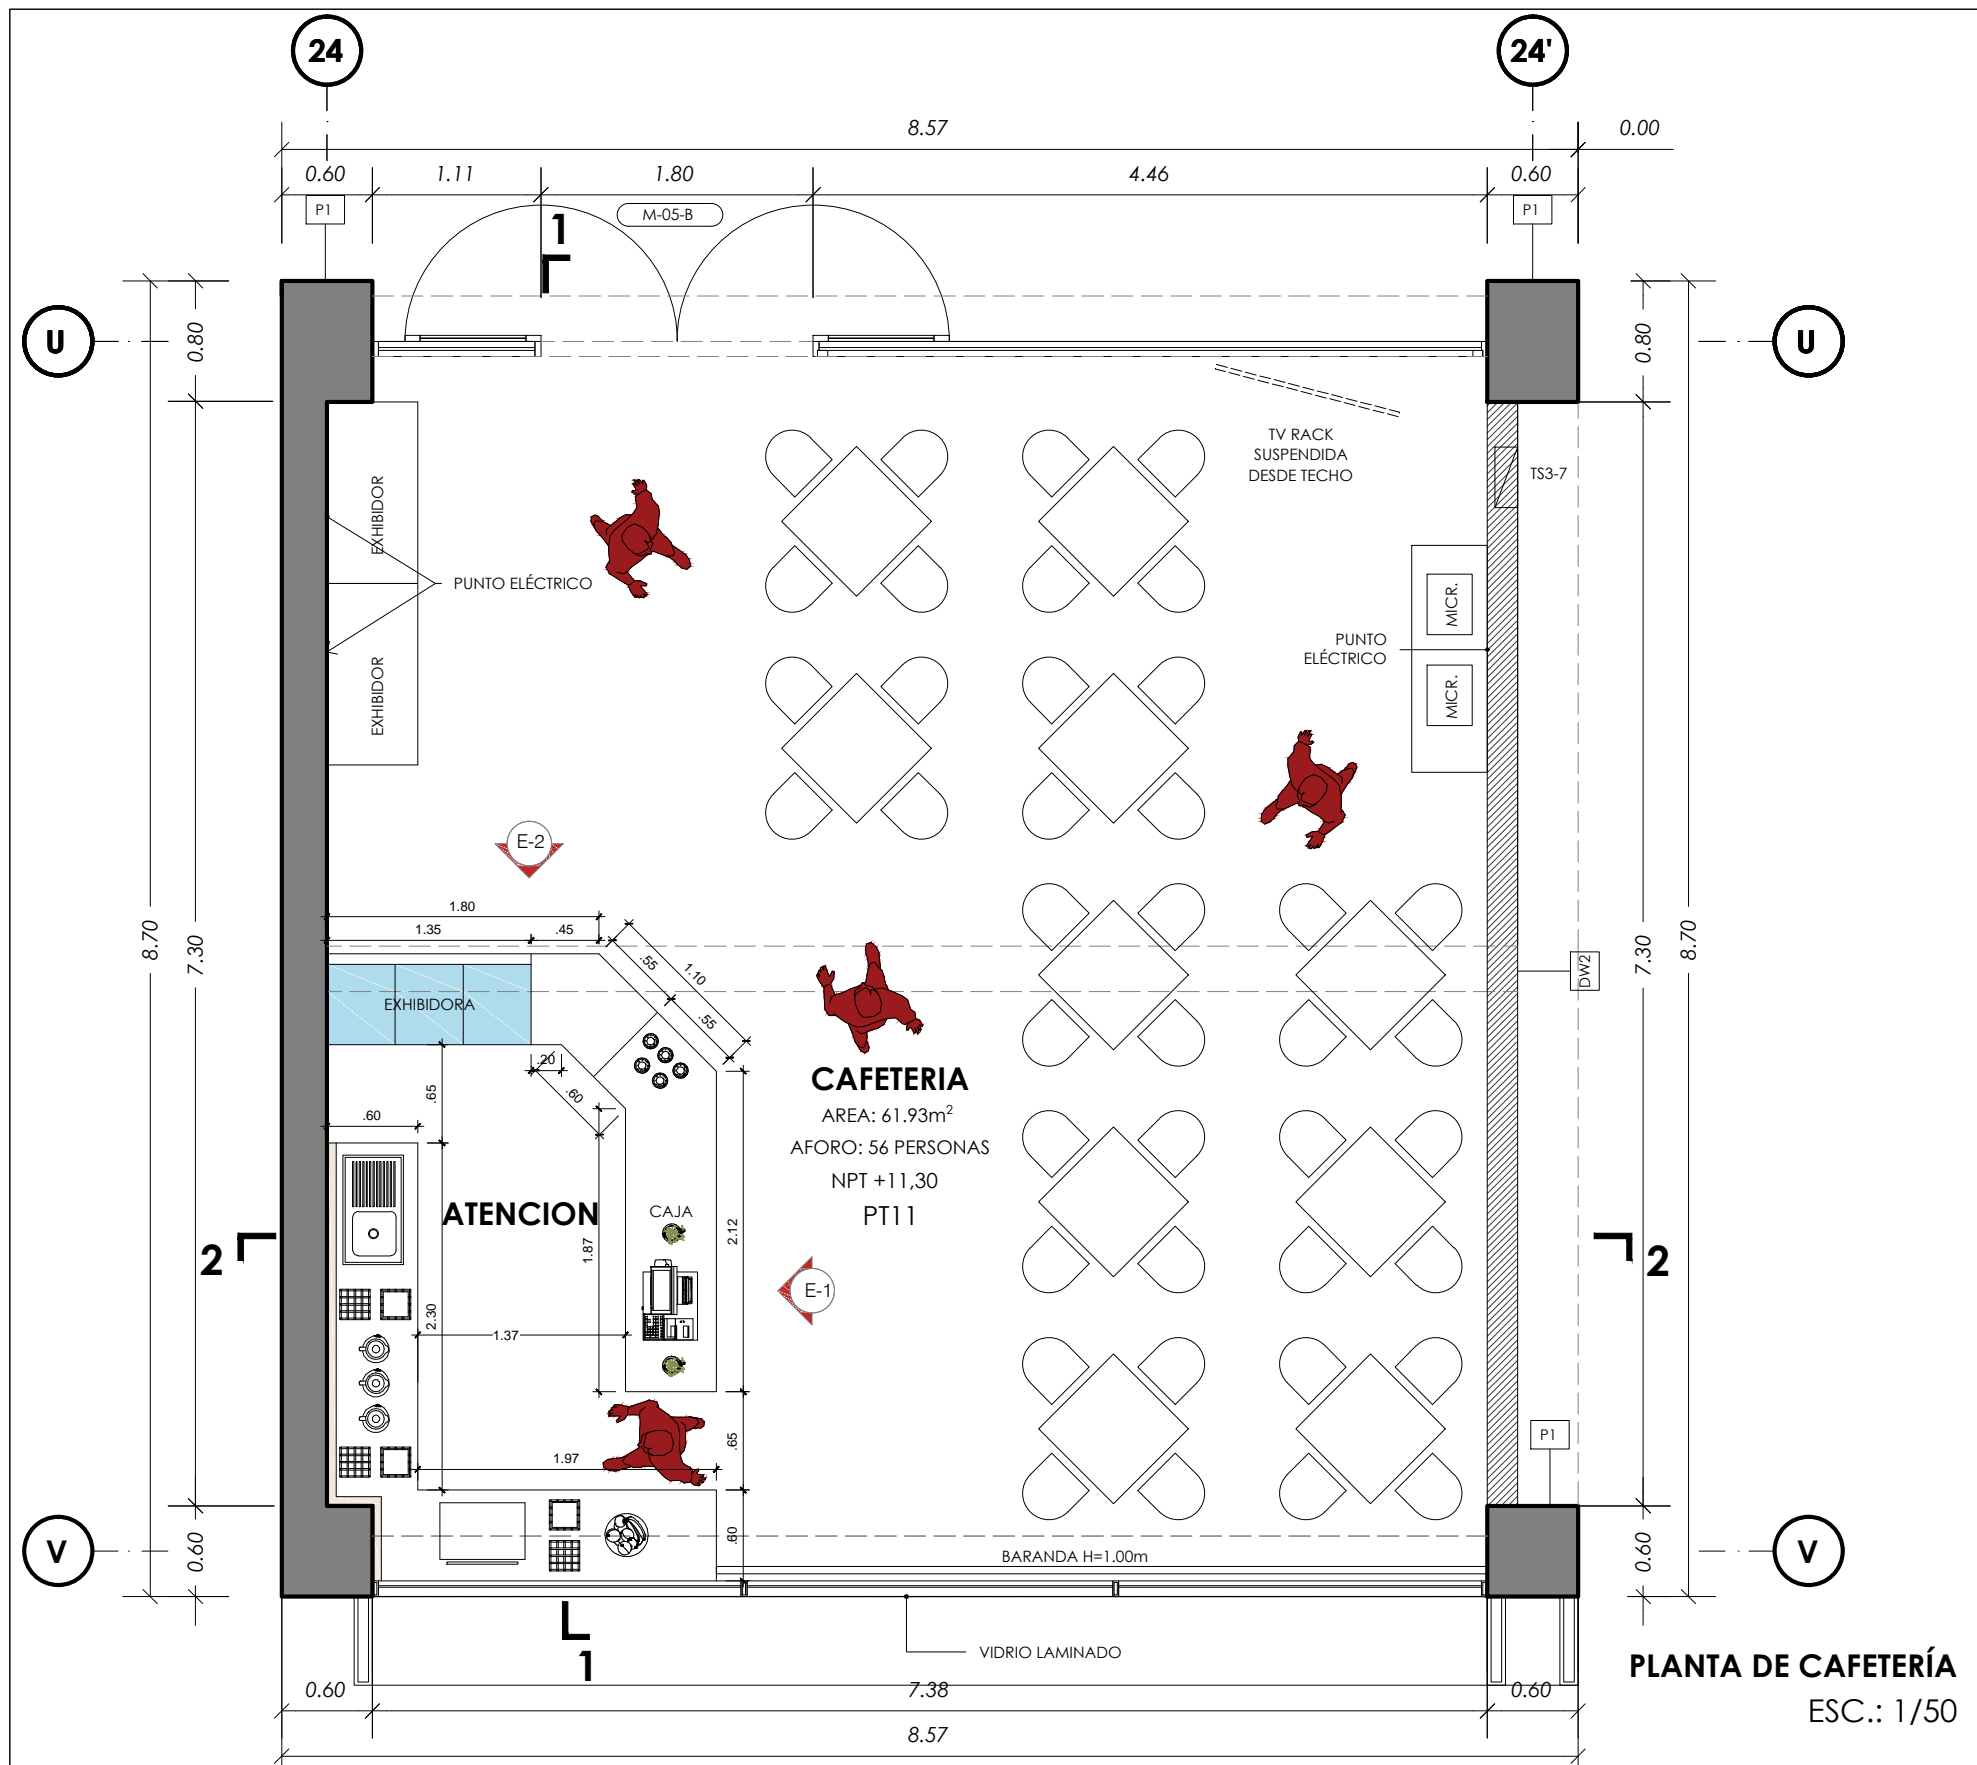 24
24'
8.57
0.00
0.60
1.11
1.80
4.46
0.60
P1
M-05-B
P1
1
U
0.80
0.80
U
TV RACK
SUSPENDIDA
DESDE TECHO
TS3-7
EXHIBIDOR
PUNTO ELÉCTRICO
EXHIBIDOR
MICR.
PUNTO
ELÉCTRICO
MICR.
E-2
8.70
7.30
7.30
8.70
1.80
1.35
.45
.55
1.10
.55
DW2
EXHIBIDORA
.20
.60
.65
.60
CAFETERIA
AREA: 61.93m²
AFORO: 56 PERSONAS
NPT +11,30
PT11
ATENCION
CAJA
2.12
1.87
2
2
E-1
2.30
1.37
1.97
.65
P1
.60
V
0.60
BARANDA H=1.00m
0.60
V
1
VIDRIO LAMINADO
PLANTA DE CAFETERÍA
ESC.: 1/50
0.60
7.38
0.60
8.57